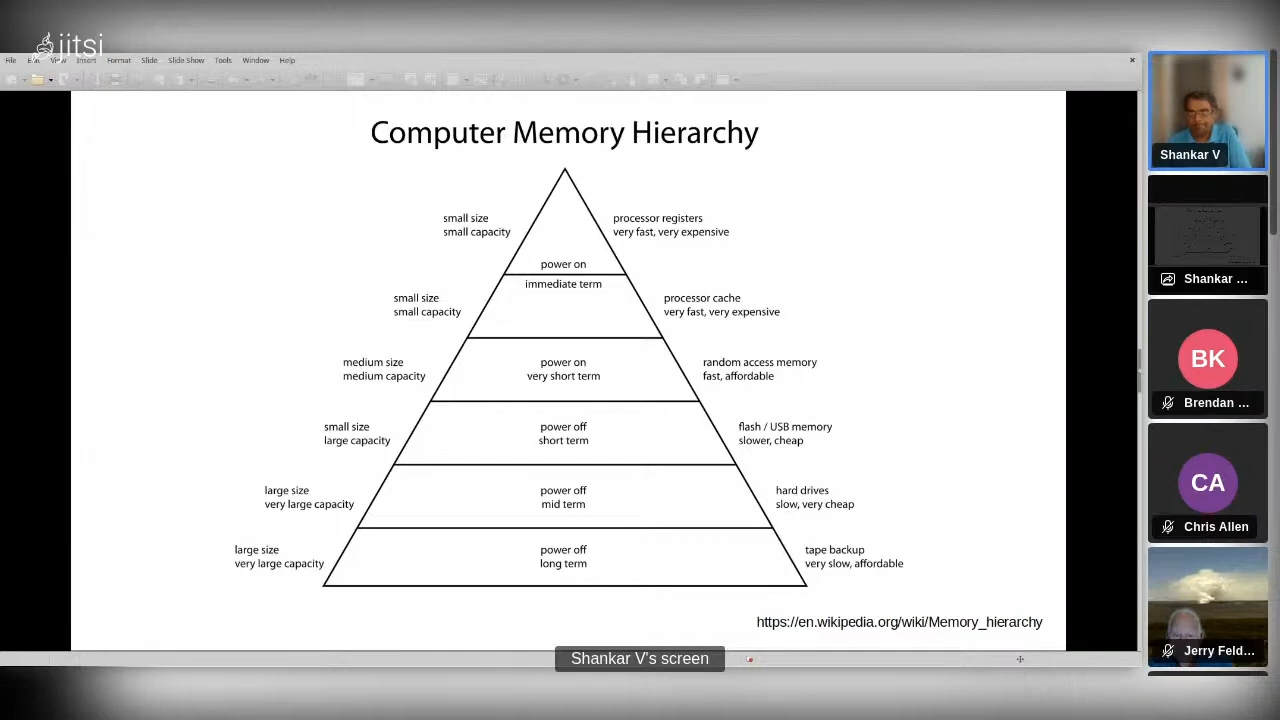 jitsi
File Edit View Insert Format Slide Slide Show Tools Window Help
Computer Memory Hierarchy
small size
small capacity
processor registers
very fast, very expensive
power on
immediate term
small size
small capacity
processor cache
very fast, very expensive
medium size
medium capacity
power on
very short term
random access memory
fast, affordable
small size
large capacity
power off
short term
flash / USB memory
slower, cheap
large size
very large capacity
power off
mid term
hard drives
slow, very cheap
large size
very large capacity
power off
long term
tape backup
very slow, affordable
https://en.wikipedia.org/wiki/Memory_hierarchy
Shankar V's screen
Shankar V
Shankar ...
BK
Brendan ...
CA
Chris Allen
Jerry Feld...